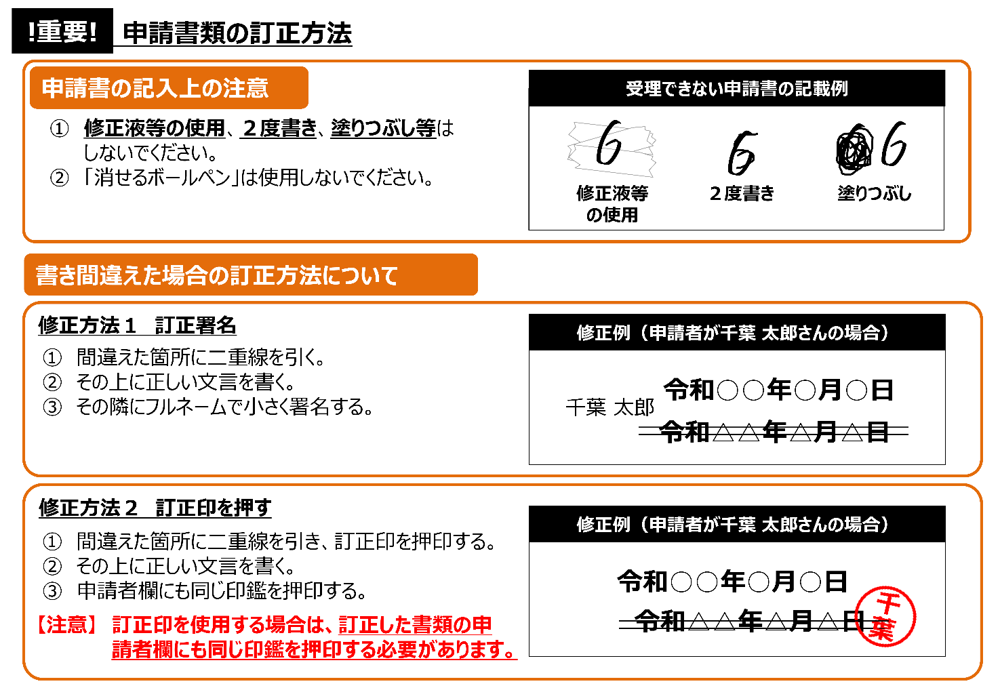 !重要! 申請書類の訂正方法
申請書の記入上の注意
① 修正液等の使用、２度書き、塗りつぶし等は
しないでください。
② 「消せるボールペン」は使用しないでください。
受理できない申請書の記載例
6 6 6
修正液等
の使用
２度書き
塗りつぶし
書き間違えた場合の訂正方法について
修正方法１ 訂正署名
① 間違えた箇所に二重線を引く。
② その上に正しい文言を書く。
③ その隣にフルネームで小さく署名する。
修正例（申請者が千葉 太郎さんの場合）
令和○○年○月○日
千葉 太郎
令和△△年△月△日
修正方法２ 訂正印を押す
① 間違えた箇所に二重線を引き、訂正印を押印する。
② その上に正しい文言を書く。
③ 申請者欄にも同じ印鑑を押印する。
【注意】 訂正印を使用する場合は、訂正した書類の申
請者欄にも同じ印鑑を押印する必要があります。
修正例（申請者が千葉 太郎さんの場合）
令和○○年○月○日
令和△△年△月△日
千葉